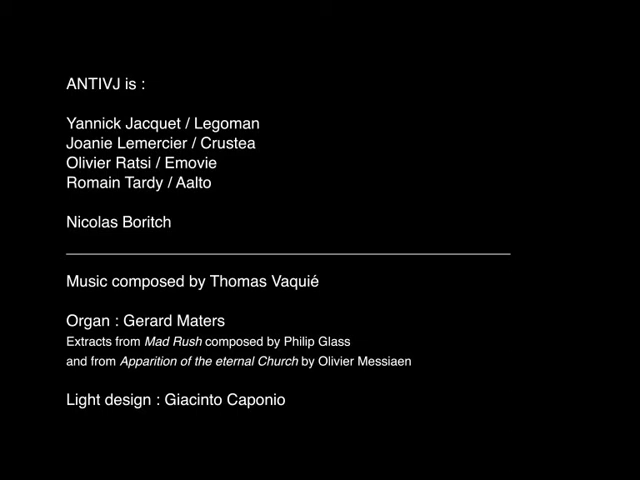 ANTIVJ is :
Yannick Jacquet / Legoman
Joanie Lemercier / Crustea
Olivier Ratsi / Emovie
Romain Tardy / Aalto
Nicolas Boritch
Music composed by Thomas Vaquié
Organ : Gerard Maters
Extracts from Mad Rush composed by Philip Glass
and from Apparition of the eternal Church by Olivier Messiaen
Light design : Giacinto Caponio